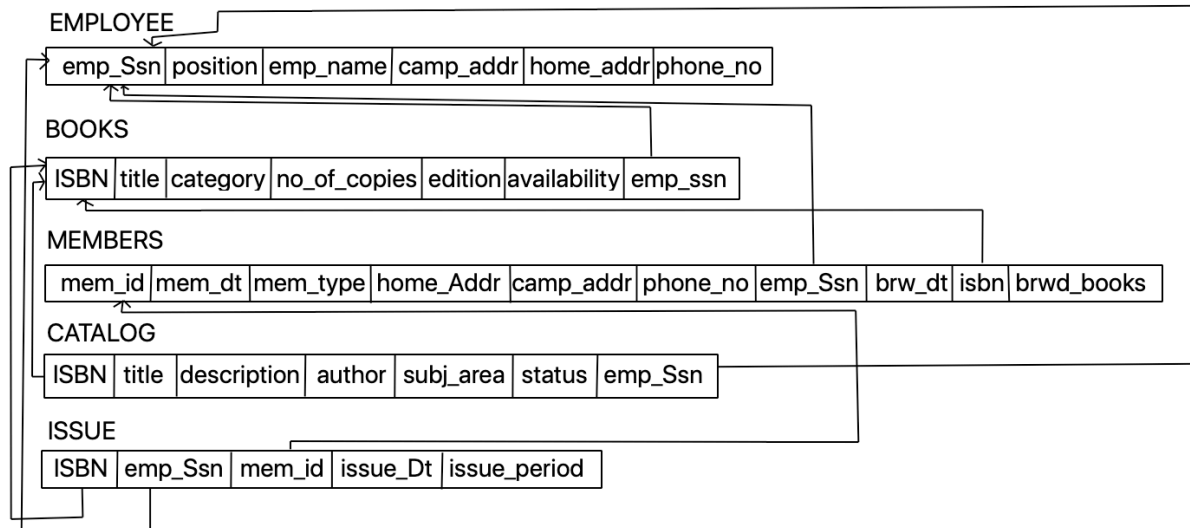 EMPLOYEE
emp_Ssn position emp_name camp_addr home_addr phone_no
BOOKS
ISBN title category no_of_copies edition availability emp_ssn
MEMBERS
mem_id mem_dt mem_type home_Addr camp_addr phone_no emp_Ssn brw_dt isbn brwd_books
CATALOG
ISBN title description author subj_area status emp_Ssn
ISSUE
ISBN emp_Ssn mem_id issue_Dt issue_period